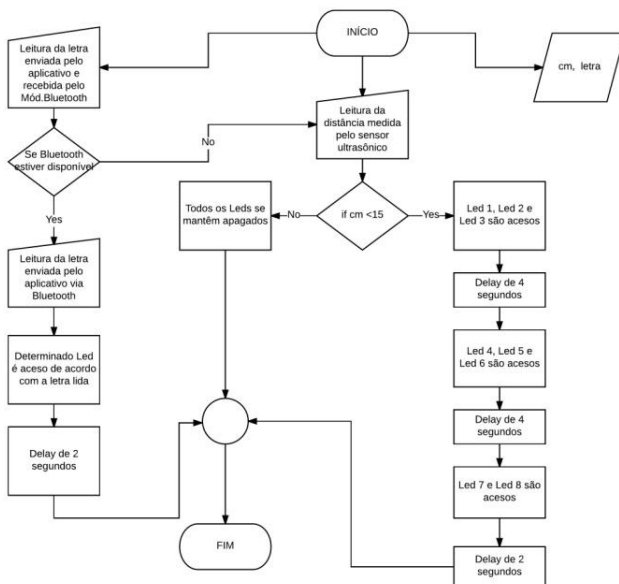 INÍCIO
Leitura da letra
enviada pelo
aplicativo e
recebida pelo
Mód.Bluetooth
cm, letra
Leitura da
distância medida
pelo sensor
ultrasônico
No
Se Bluetooth
estiver disponível
Yes
Todos os Leds se
mantêm apagados
No
if cm <15
Yes
Led 1, Led 2 e
Led 3 são acesos
Leitura da letra
enviada pelo
aplicativo via
Bluetooth
Delay de 4
segundos
Determinado Led
é aceso de acordo
com a letra lida
Led 4, Led 5 e
Led 6 são acesos
Delay de 2
segundos
Delay de 4
segundos
Led 7 e Led 8 são
acesos
FIM
Delay de 2
segundos